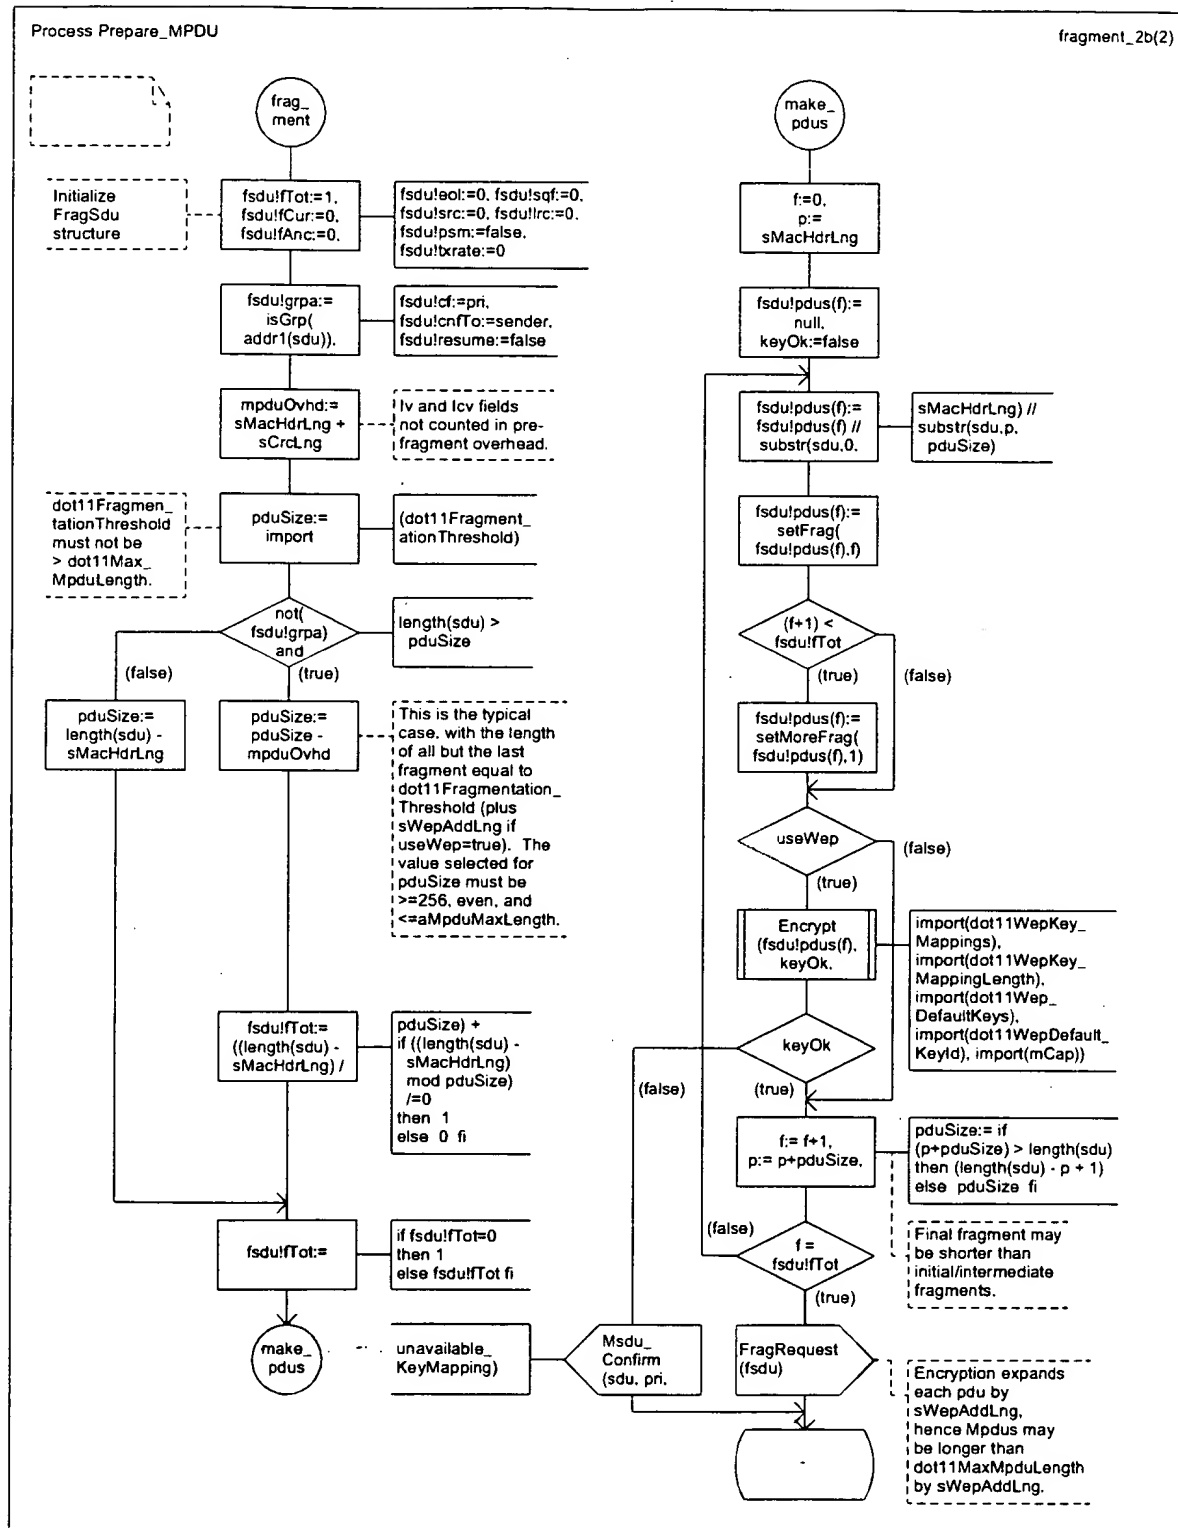 Process Prepare_MPDU
fragment_2b(2)
frag_
ment
Initialize
FragSdu
structure
fsdu!fTot:=1,
fsdu!fCur:=0,
fsdu!fAnc:=0,
fsdu!eol:=0, fsdu!sqf:=0,
fsdu!src:=0, fsdu!lrc:=0,
fsdu!psm:=false,
fsdu!txrate:=0
fsdu!grpa:=
isGrp(
addr1(sdu)),
fsdu!cf:=pri,
fsdu!cnfTo:=sender,
fsdu!resume:=false
mpduOvhd:=
sMacHdrLng +
sCrcLng
Iv and Icv fields
not counted in pre-
fragment overhead.
dot11Fragmen_
tationThreshold
must not be
> dot11Max_
MpduLength.
pduSize:=
import
(dot11Fragment_
ationThreshold)
not(
fsdu!grpa)
and
length(sdu) >
pduSize
(false)
(true)
pduSize:=
length(sdu) -
sMacHdrLng
pduSize:=
pduSize -
mpduOvhd
This is the typical
case, with the length
of all but the last
fragment equal to
dot11Fragmentation_
Threshold (plus
sWepAddLng if
useWep=true). The
value selected for
pduSize must be
>=256, even, and
<=aMpduMaxLength.
fsdu!fTot:=
((length(sdu) -
sMacHdrLng) /
pduSize) +
if ((length(sdu) -
sMacHdrLng)
mod pduSize)
/=0
then 1
else 0 fi
fsdu!fTot:=
if fsdu!fTot=0
then 1
else fsdu!fTot fi
make_
pdus
make_
pdus
f:=0,
p:=
sMacHdrLng
fsdu!pdus(f):=
null,
keyOk:=false
fsdu!pdus(f):=
fsdu!pdus(f) //
substr(sdu,0,
sMacHdrLng) //
substr(sdu,p,
pduSize)
fsdu!pdus(f):=
setFrag(
fsdu!pdus(f),f)
(f+1) <
fsdu!fTot
(true)
(false)
fsdu!pdus(f):=
setMoreFrag(
fsdu!pdus(f),1)
useWep
(false)
(true)
Encrypt
(fsdu!pdus(f),
keyOk,
import(dot11WepKey_
Mappings),
import(dot11WepKey_
MappingLength),
import(dot11Wep_
DefaultKeys),
import(dot11WepDefault_
KeyId), import(mCap))
keyOk
(false)
(true)
f:= f+1,
p:= p+pduSize,
pduSize:= if
(p+pduSize) > length(sdu)
then (length(sdu) - p + 1)
else pduSize fi
(false)
f =
fsdu!fTot
(true)
Final fragment may
be shorter than
initial/intermediate
fragments.
unavailable_
KeyMapping)
Msdu_
Confirm
(sdu, pri,
FragRequest
(fsdu)
Encryption expands
each pdu by
sWepAddLng,
hence Mpdus may
be longer than
dot11MaxMpduLength
by sWepAddLng.
-